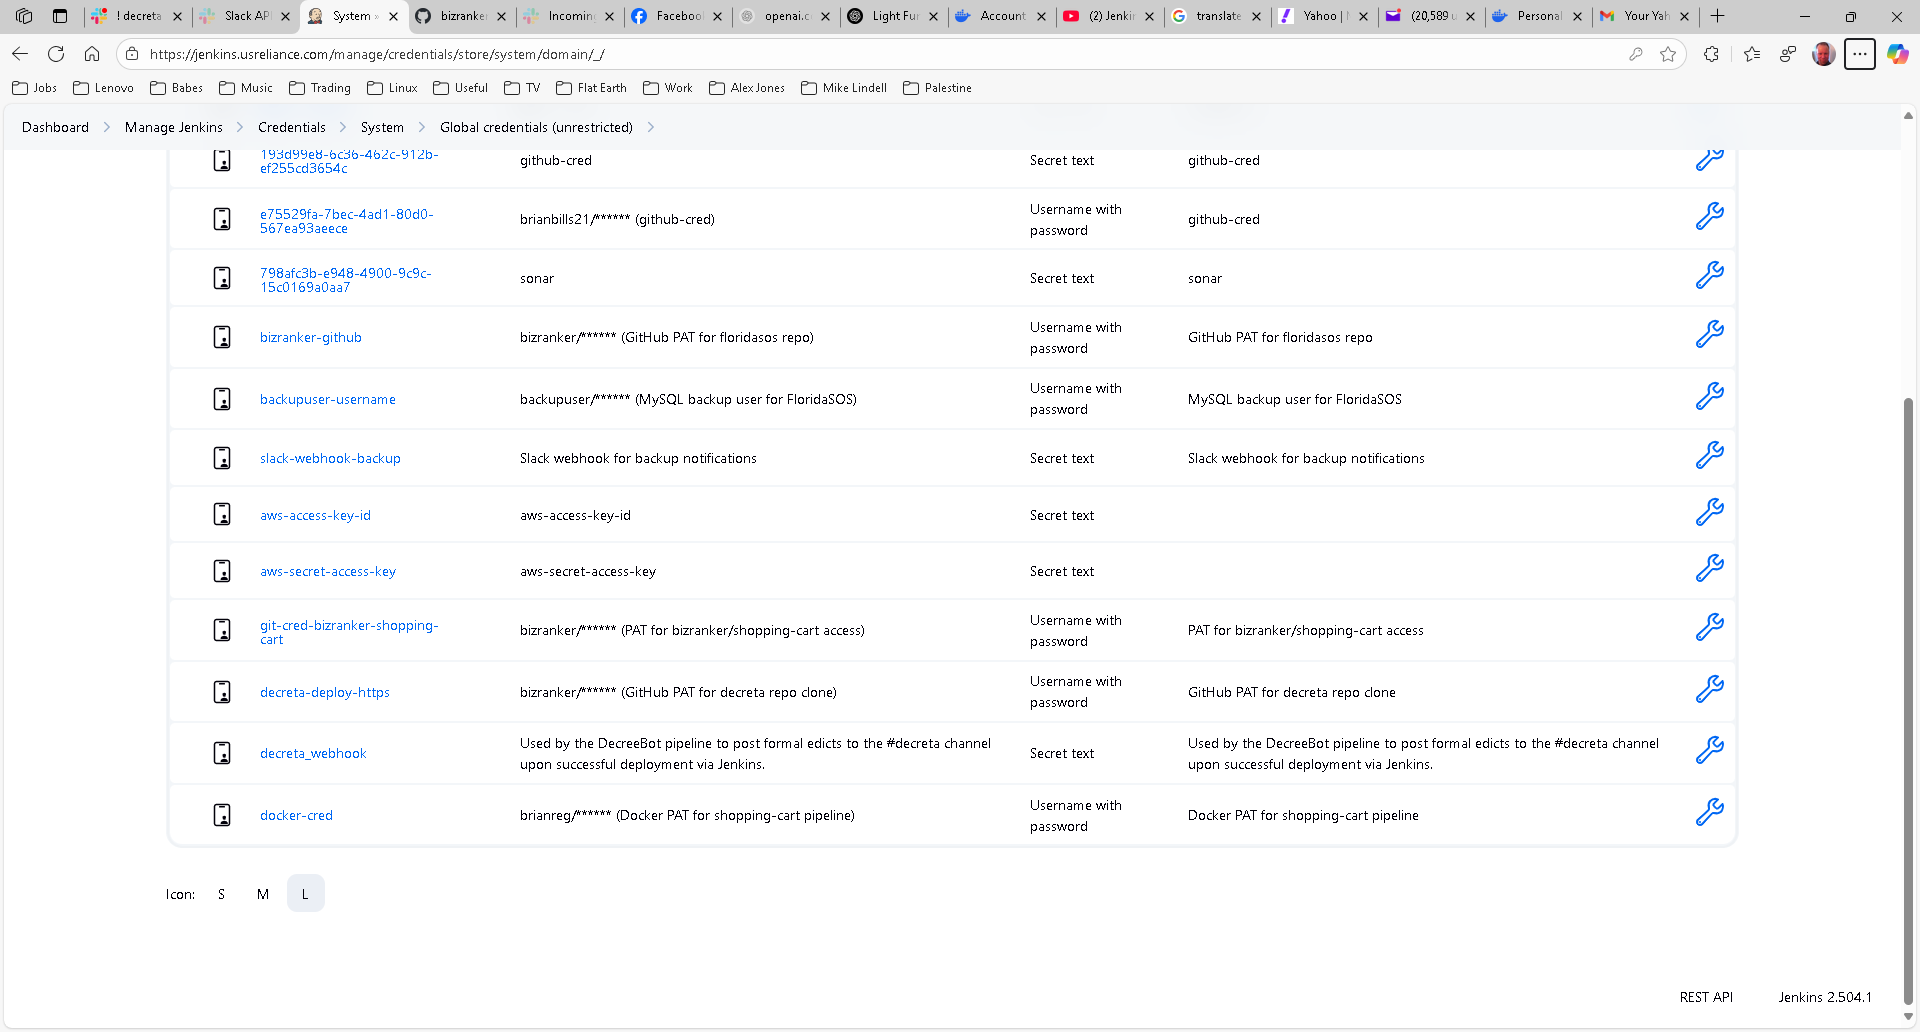 ! decreta
Slack API
System »
bizranker
Incoming
Facebook
openai.c
Light Fur
Account
(2) Jenki
translate
Yahoo |
(20,589 u
Personal
Your Yah
https://jenkins.usreliance.com/manage/credentials/store/system/domain/_/
Jobs
Lenovo
Babes
Music
Trading
Linux
Useful
TV
Flat Earth
Work
Alex Jones
Mike Lindell
Palestine
Dashboard
Manage Jenkins
Credentials
System
Global credentials (unrestricted)
193d99e8-6c36-462c-912b-
ef255cd3654c
github-cred
Secret text
github-cred
e75529fa-7bec-4ad1-80d0-
567ea93aeece
brianbills21/****** (github-cred)
Username with
password
github-cred
798afc3b-e948-4900-9c9c-
15c0169a0aa7
sonar
Secret text
sonar
bizranker-github
bizranker/****** (GitHub PAT for floridasos repo)
Username with
password
GitHub PAT for floridasos repo
backupuser-username
backupuser/****** (MySQL backup user for FloridaSOS)
Username with
password
MySQL backup user for FloridaSOS
slack-webhook-backup
Slack webhook for backup notifications
Secret text
Slack webhook for backup notifications
aws-access-key-id
aws-access-key-id
Secret text
aws-secret-access-key
aws-secret-access-key
Secret text
git-cred-bizranker-shopping-
cart
bizranker/****** (PAT for bizranker/shopping-cart access)
Username with
password
PAT for bizranker/shopping-cart access
decreta-deploy-https
bizranker/****** (GitHub PAT for decreta repo clone)
Username with
password
GitHub PAT for decreta repo clone
decreta_webhook
Used by the DecreeBot pipeline to post formal edicts to the #decreta channel
upon successful deployment via Jenkins.
Secret text
Used by the DecreeBot pipeline to post formal edicts to the #decreta channel
upon successful deployment via Jenkins.
docker-cred
brianreg/****** (Docker PAT for shopping-cart pipeline)
Username with
password
Docker PAT for shopping-cart pipeline
Icon: S M L
REST API
Jenkins 2.504.1